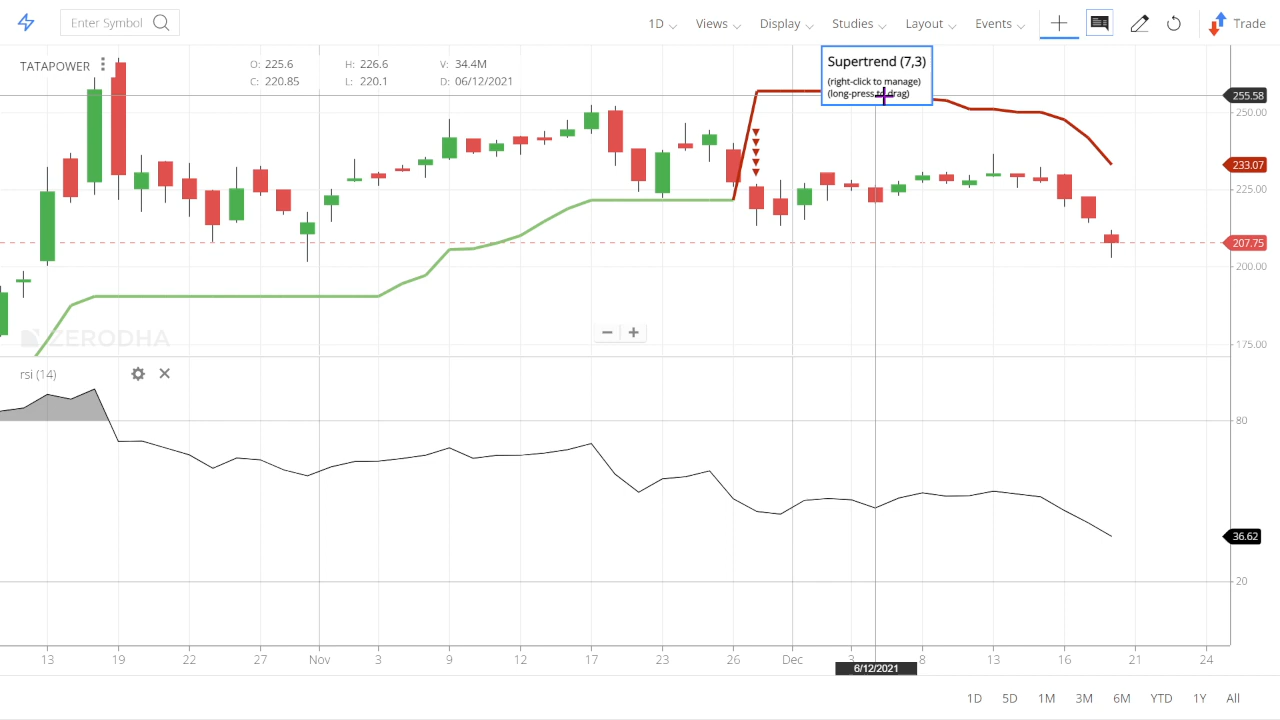 Enter Symbol 1D Views Display Studies Layout Events Trade
TATAPOWER O: 225.6 H: 226.6 V: 34.4M
C: 220.85 L: 220.1 D: 06/12/2021
Supertrend (7,3)
(right-click to manage)
(long-press to drag)
255.58
250.00
233.07
225.00
207.75
200.00
175.00
ZERODHA
− +
rsi (14)
80
36.62
20
13 19 22 27 Nov 3 9 12 17 23 26 Dec 3 8 13 16 21 24
6/12/2021
1D 5D 1M 3M 6M YTD 1Y All